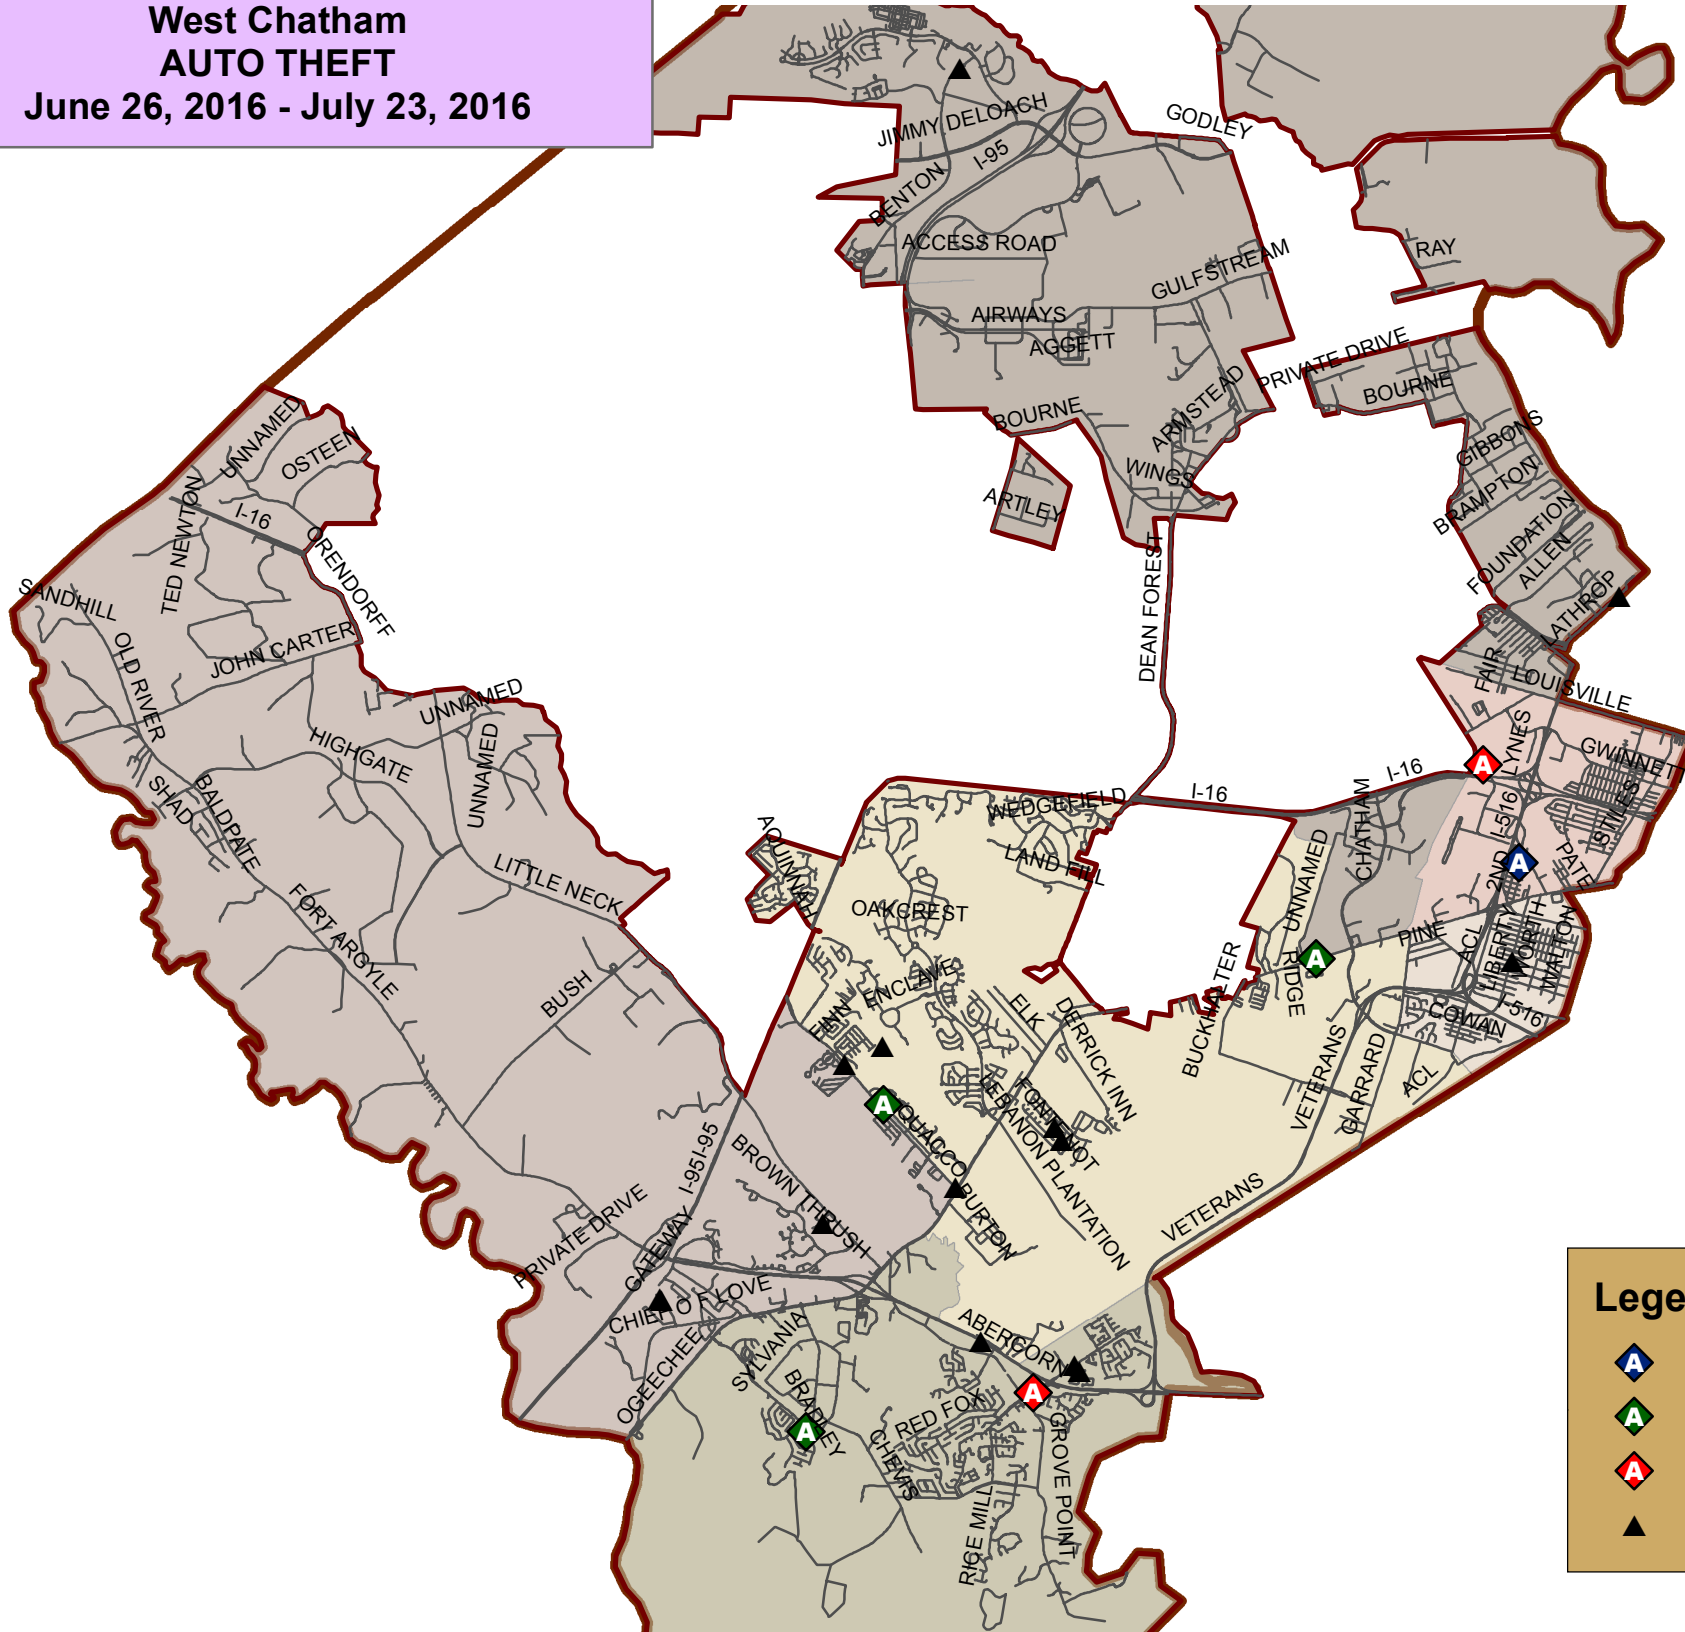 West Chatham
AUTO THEFT
June 26, 2016 - July 23, 2016
JIMMY DELOACH
GODLEY
I-95
BENTON
ACCESS ROAD
RAY
GULFSTREAM
AIRWAYS
AGGETT
PRIVATE DRIVE
BOURNE
ARMSTEAD
BOURNE
UNNAMED
OSTEEN
GIBBONS
WINGS
BRAMPTON
ARTLEY
TED NEWTON
I-16
CRENDORFF
FOUNDATION
ALLEN
DEAN FOREST
SANDHILL
LATHROP
OLD RIVER
JOHN CARTER
FAIR
LOUISVILLE
UNNAMED
HIGHGATE
UNNAMED
LYNES
GWINNETT
I-16
I-16
SHAD
BALDPATE
WEDGEFIELD
CHATHAM
I-516
STILES
AQUINNAH
LAND FILL
UNNAMED
2ND
PATE
LITTLE NECK
OAKCREST
FORT ARGYLE
PINE
ACL
LIBERTY
NORTH
WALTON
BUSH
ENCLAVE
BUCKHALTER
RIDGE
LINN
ELK
DERRICK INN
COWAN
I-516
VETERANS
GARRARD
ACL
FONTENOT
LEBANON PLANTATION
QUACCO
BROWN THRUSH
I-95
I-95
BURTON
VETERANS
PRIVATE DRIVE
GATEWAY
CHIEF O F LOVE
ABERCORN
SYLVANIA
OGEECHEE
BRADLEY
RED FOX
CHEVIS
GROVE POINT
RICE MILL
Lege
A
A
A
A
A
A
A
A
A